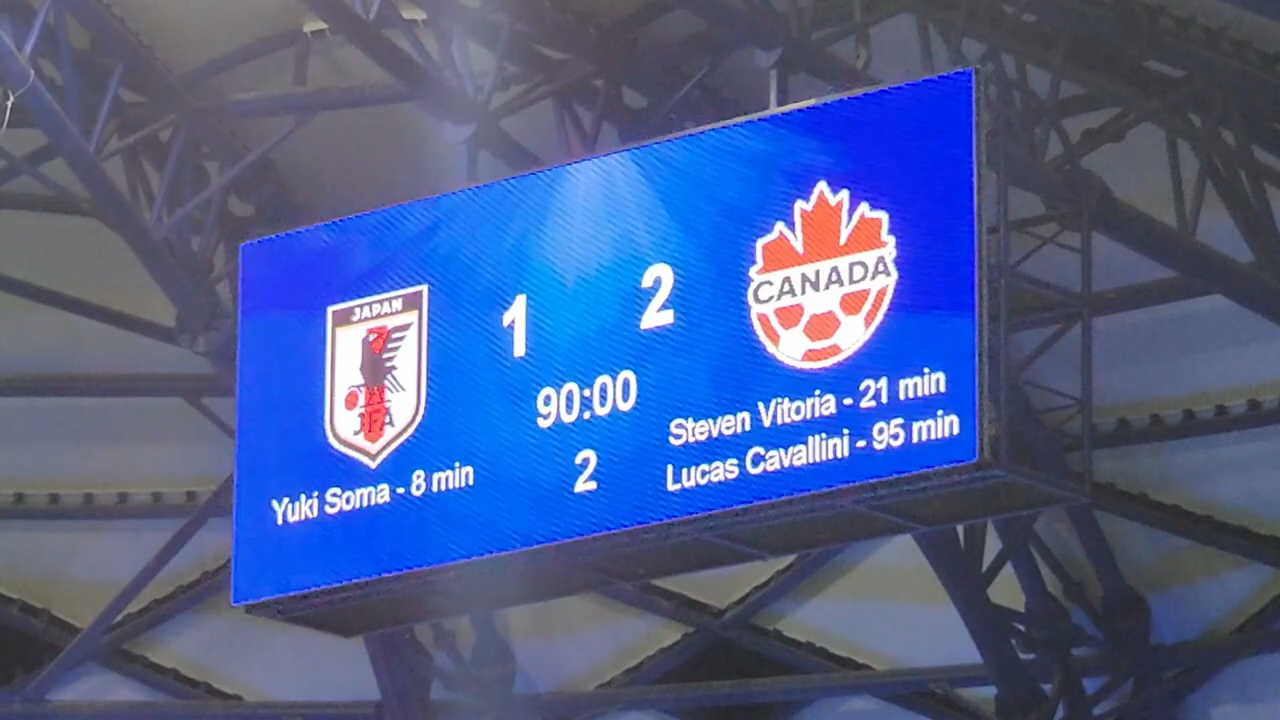 JAPAN
JFA
Yuki Soma - 8 min
1 2
90:00
2
CANADA
Steven Vitoria - 21 min
Lucas Cavallini - 95 min